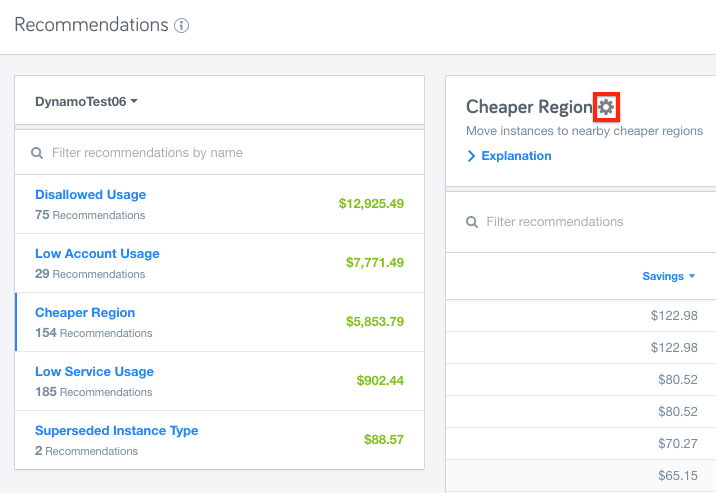 Recommendations
DynamoTest06
Filter recommendations by name
Disallowed Usage
75 Recommendations
$12,925.49
Low Account Usage
29 Recommendations
$7,771.49
Cheaper Region
154 Recommendations
$5,853.79
Low Service Usage
185 Recommendations
$902.44
Superseded Instance Type
2 Recommendations
$88.57
Cheaper Region
Move instances to nearby cheaper regions
Explanation
Filter recommendations
Savings
$122.98
$122.98
$80.52
$80.52
$70.27
$65.15